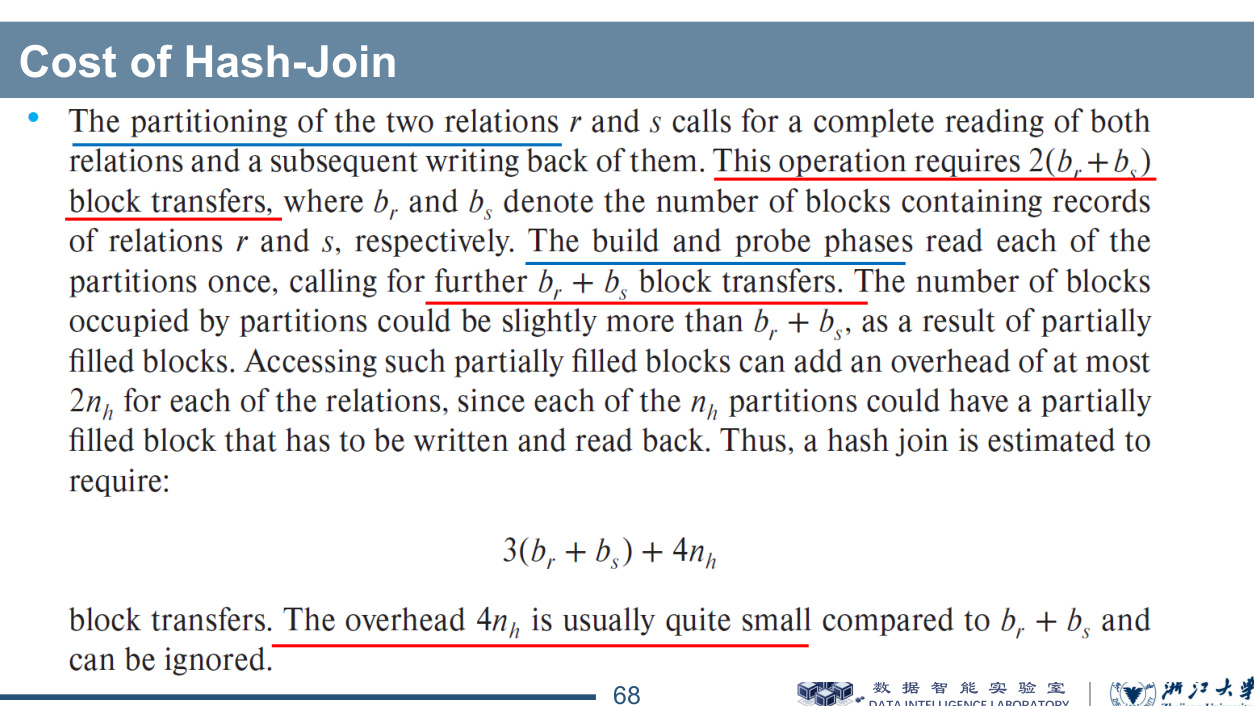 Cost of Hash-Join
• The partitioning of the two relations r and s calls for a complete reading of both
relations and a subsequent writing back of them. This operation requires 2(b_r + b_s)
block transfers, where b_r and b_s denote the number of blocks containing records
of relations r and s, respectively. The build and probe phases read each of the
partitions once, calling for further b_r + b_s block transfers. The number of blocks
occupied by partitions could be slightly more than b_r + b_s, as a result of partially
filled blocks. Accessing such partially filled blocks can add an overhead of at most
2n_h for each of the relations, since each of the n_h partitions could have a partially
filled block that has to be written and read back. Thus, a hash join is estimated to
require:
3(b_r + b_s) + 4n_h
block transfers. The overhead 4n_h is usually quite small compared to b_r + b_s and
can be ignored.
68
数据智能实验室
DATA INTELLIGENCE LABORATORY
浙江大学